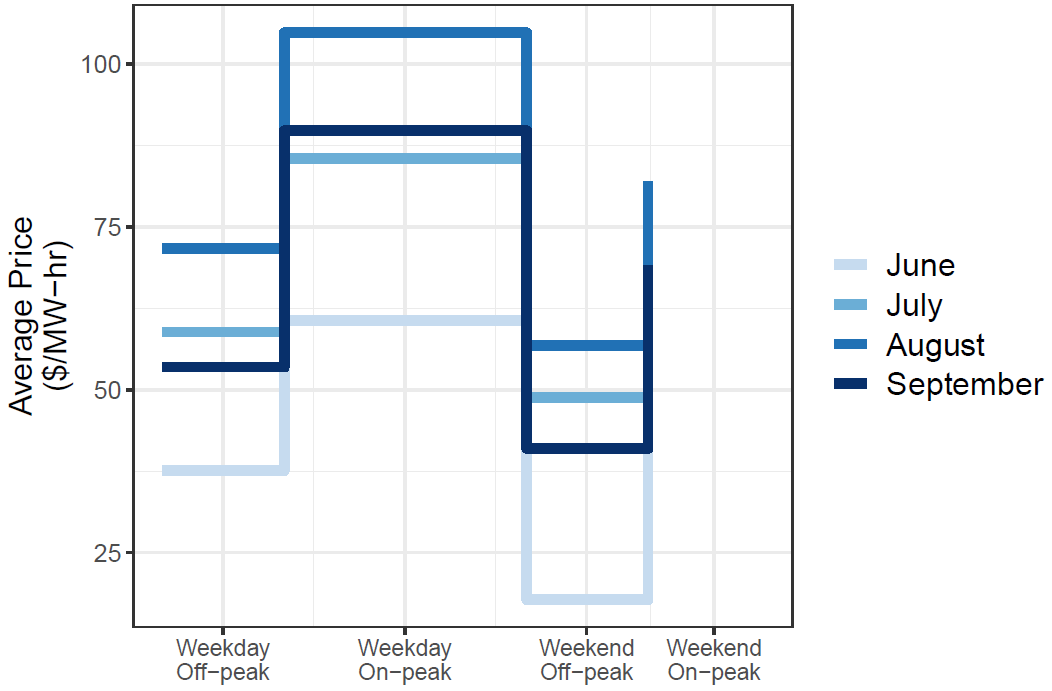 Average Price
($/MW−hr)
100
75
50
25
Weekday
Off−peak
Weekday
On−peak
Weekend
Off−peak
Weekend
On−peak
June
July
August
September